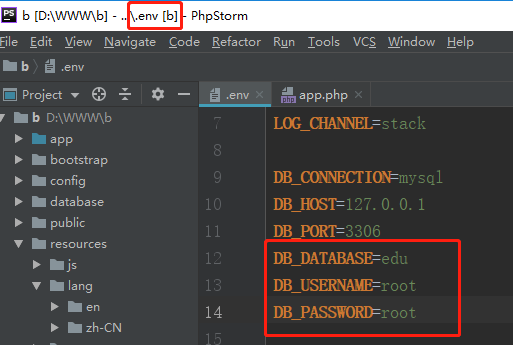 PS b [D:\WWW\b] - ...\.env [b] - PhpStorm
File Edit View Navigate Code Refactor Run Tools VCS Window Help
b .env
Project .env app.php
b D:\WWW\b
app
bootstrap
config
database
public
resources
js
lang
en
zh-CN
7 LOG_CHANNEL=stack
8
9 DB_CONNECTION=mysql
10 DB_HOST=127.0.0.1
11 DB_PORT=3306
12 DB_DATABASE=edu
13 DB_USERNAME=root
14 DB_PASSWORD=root
15